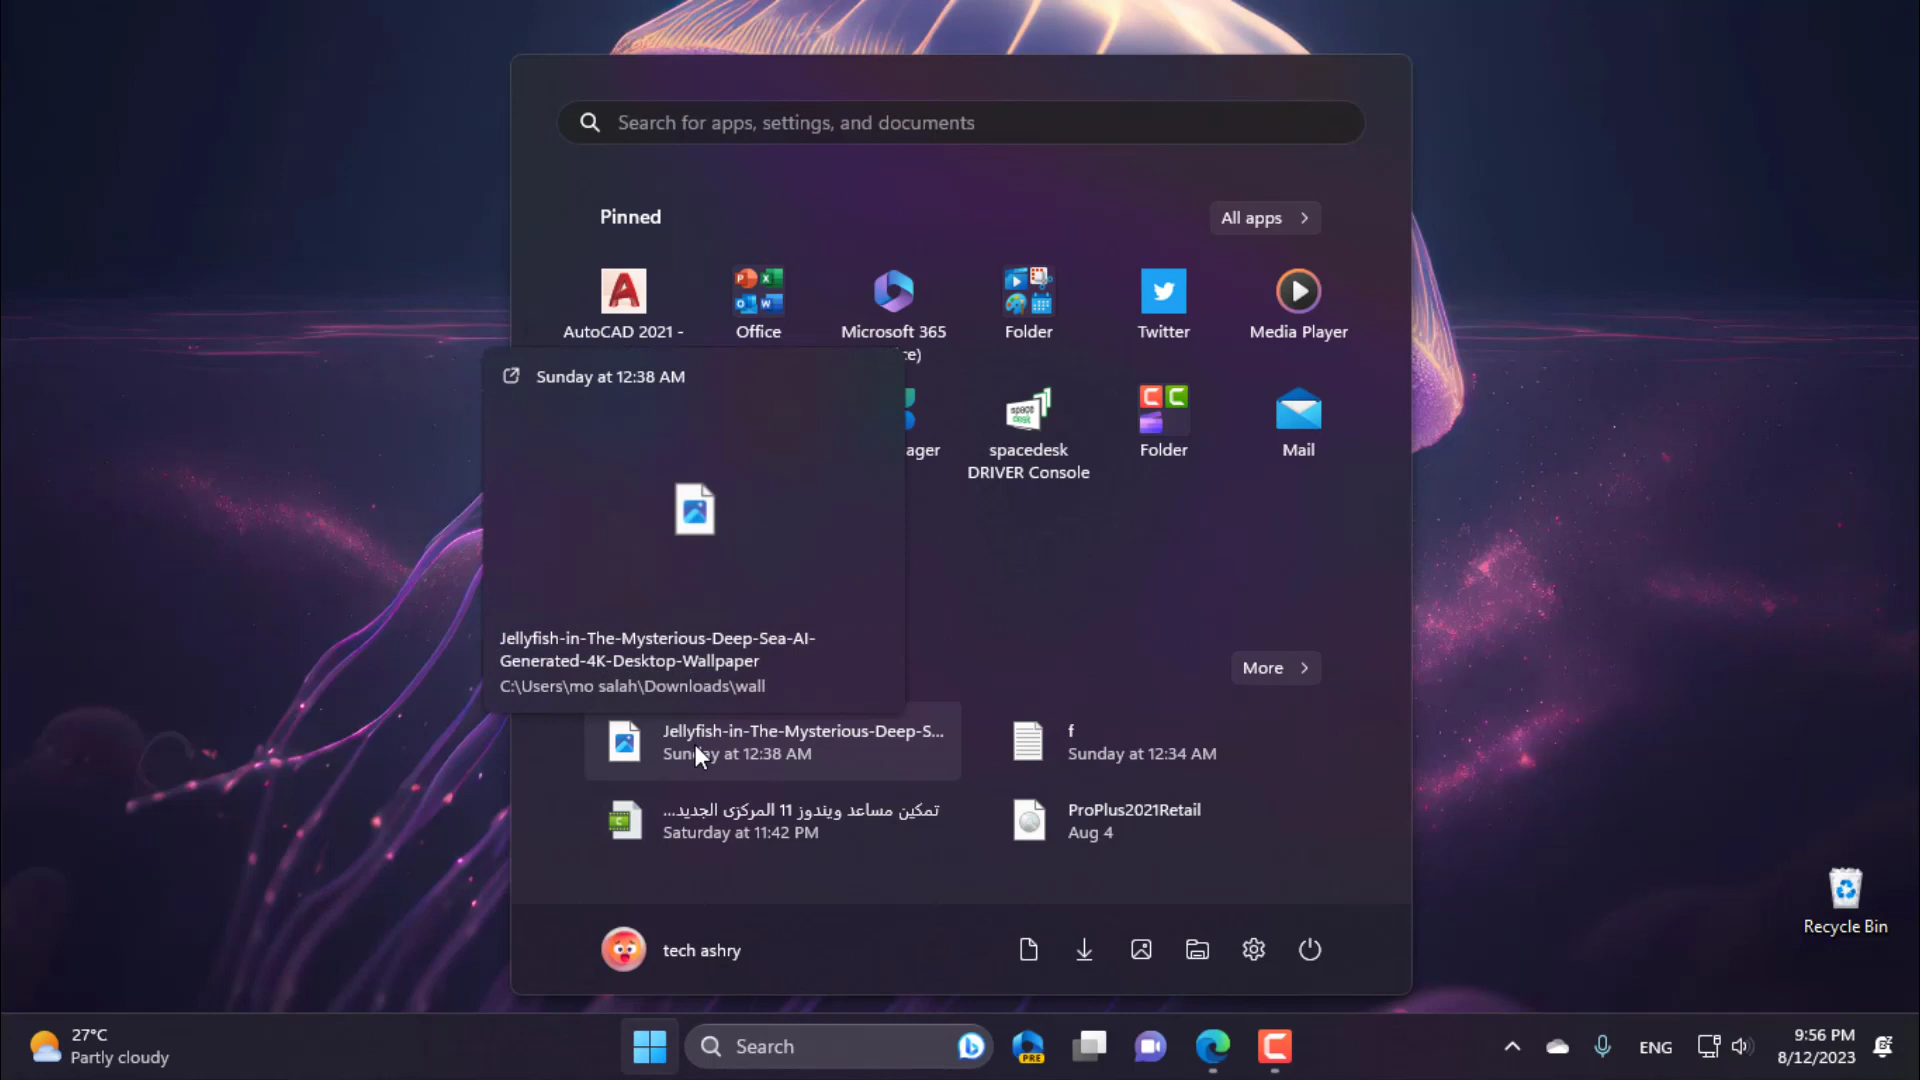 Search for apps, settings, and documents
Pinned
All apps
AutoCAD 2021 -
Office
Microsoft 365
ce)
Folder
Twitter
Media Player
Sunday at 12:38 AM
ager
spacedesk
DRIVER Console
Folder
Mail
Jellyfish-in-The-Mysterious-Deep-Sea-AI-
Generated-4K-Desktop-Wallpaper
C:\Users\mo salah\Downloads\wall
More
Jellyfish-in-The-Mysterious-Deep-S...
Sunday at 12:38 AM
f
Sunday at 12:34 AM
تمكين مساعد ويندوز 11 المركزى الجديد...
Saturday at 11:42 PM
ProPlus2021Retail
Aug 4
tech ashry
Recycle Bin
27°C
Partly cloudy
Search
PRE
ENG
9:56 PM
8/12/2023